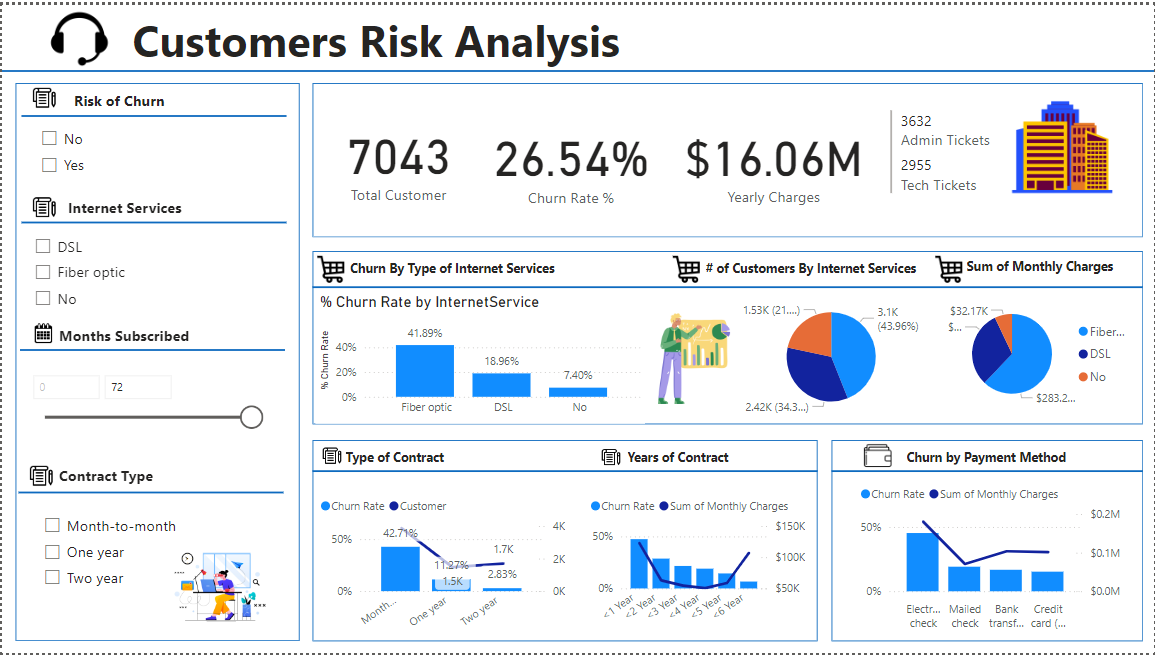 Customers Risk Analysis
Risk of Churn
No
Yes
Internet Services
DSL
Fiber optic
No
Months Subscribed
0
72
Contract Type
Month-to-month
One year
Two year
7043
Total Customer
26.54%
Churn Rate %
$16.06M
Yearly Charges
3632
Admin Tickets
2955
Tech Tickets
Churn By Type of Internet Services
# of Customers By Internet Services
Sum of Monthly Charges
% Churn Rate by InternetService
% Churn Rate
40%
20%
0%
41.89%
18.96%
7.40%
Fiber optic
DSL
No
1.53K (21....)
3.1K
(43.96%)
2.42K (34.3...)
$32.17K
$...
$283.2...
Fiber...
DSL
No
Type of Contract
Churn Rate
Customer
50%
0%
42.71%
11.27%
1.5K
1.7K
2.83%
4K
2K
0K
Month...
One year
Two year
Years of Contract
Churn Rate
Sum of Monthly Charges
50%
0%
$150K
$100K
$50K
<1 Year
<2 Year
<3 Year
<4 Year
<5 Year
<6 Year
Churn by Payment Method
Churn Rate
Sum of Monthly Charges
50%
0%
$0.2M
$0.1M
$0.0M
Electr...
check
Mailed
check
Bank
transf...
Credit
card (...